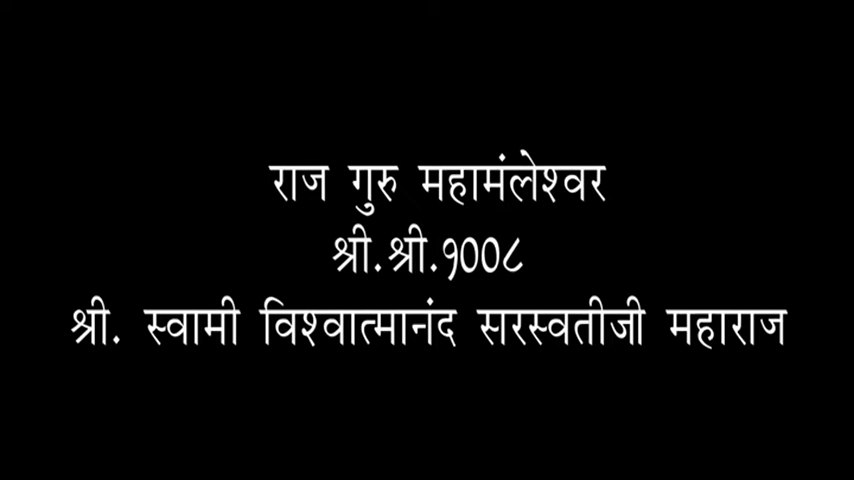 राज गुरु महामंलेश्वर
श्री.श्री.१००८
श्री. स्वामी विश्वात्मानंद सरस्वतीजी महाराज